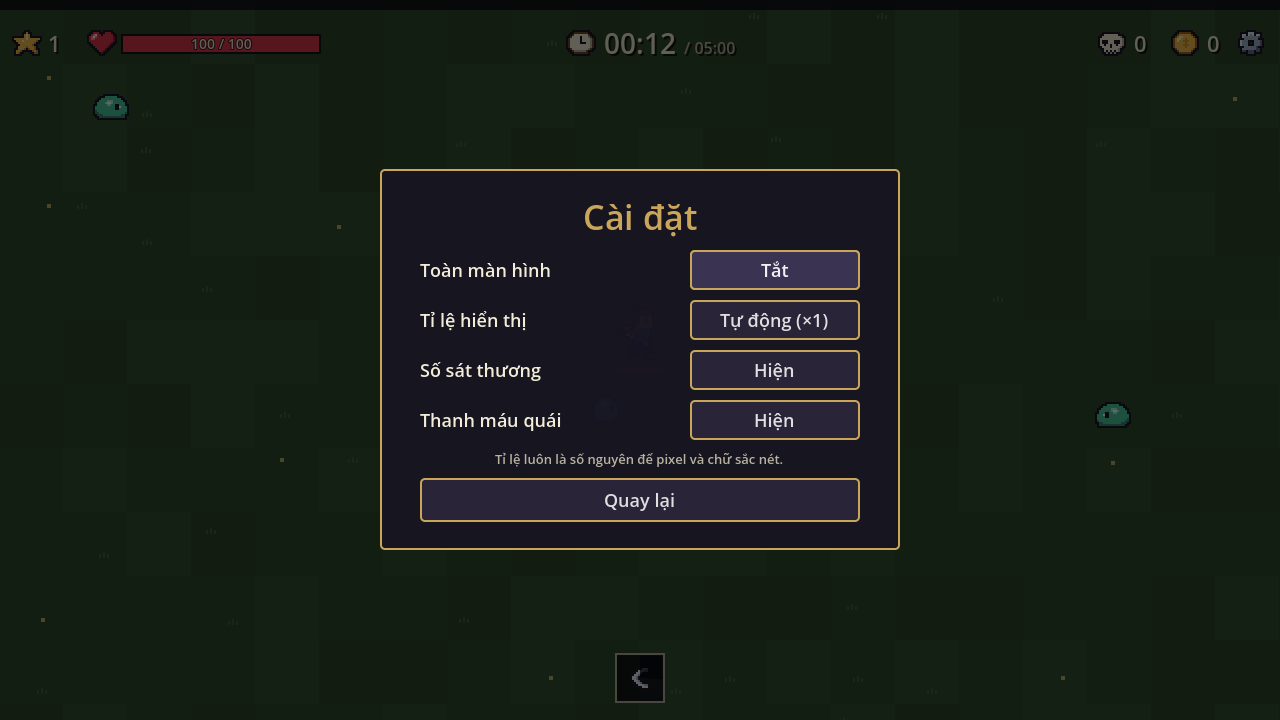 1
100 / 100
00:12 / 05:00
0
0
Cài đặt
Toàn màn hình
Tắt
Tỉ lệ hiển thị
Tự động (×1)
Số sát thương
Hiện
Thanh máu quái
Hiện
Tỉ lệ luôn là số nguyên để pixel và chữ sắc nét.
Quay lại